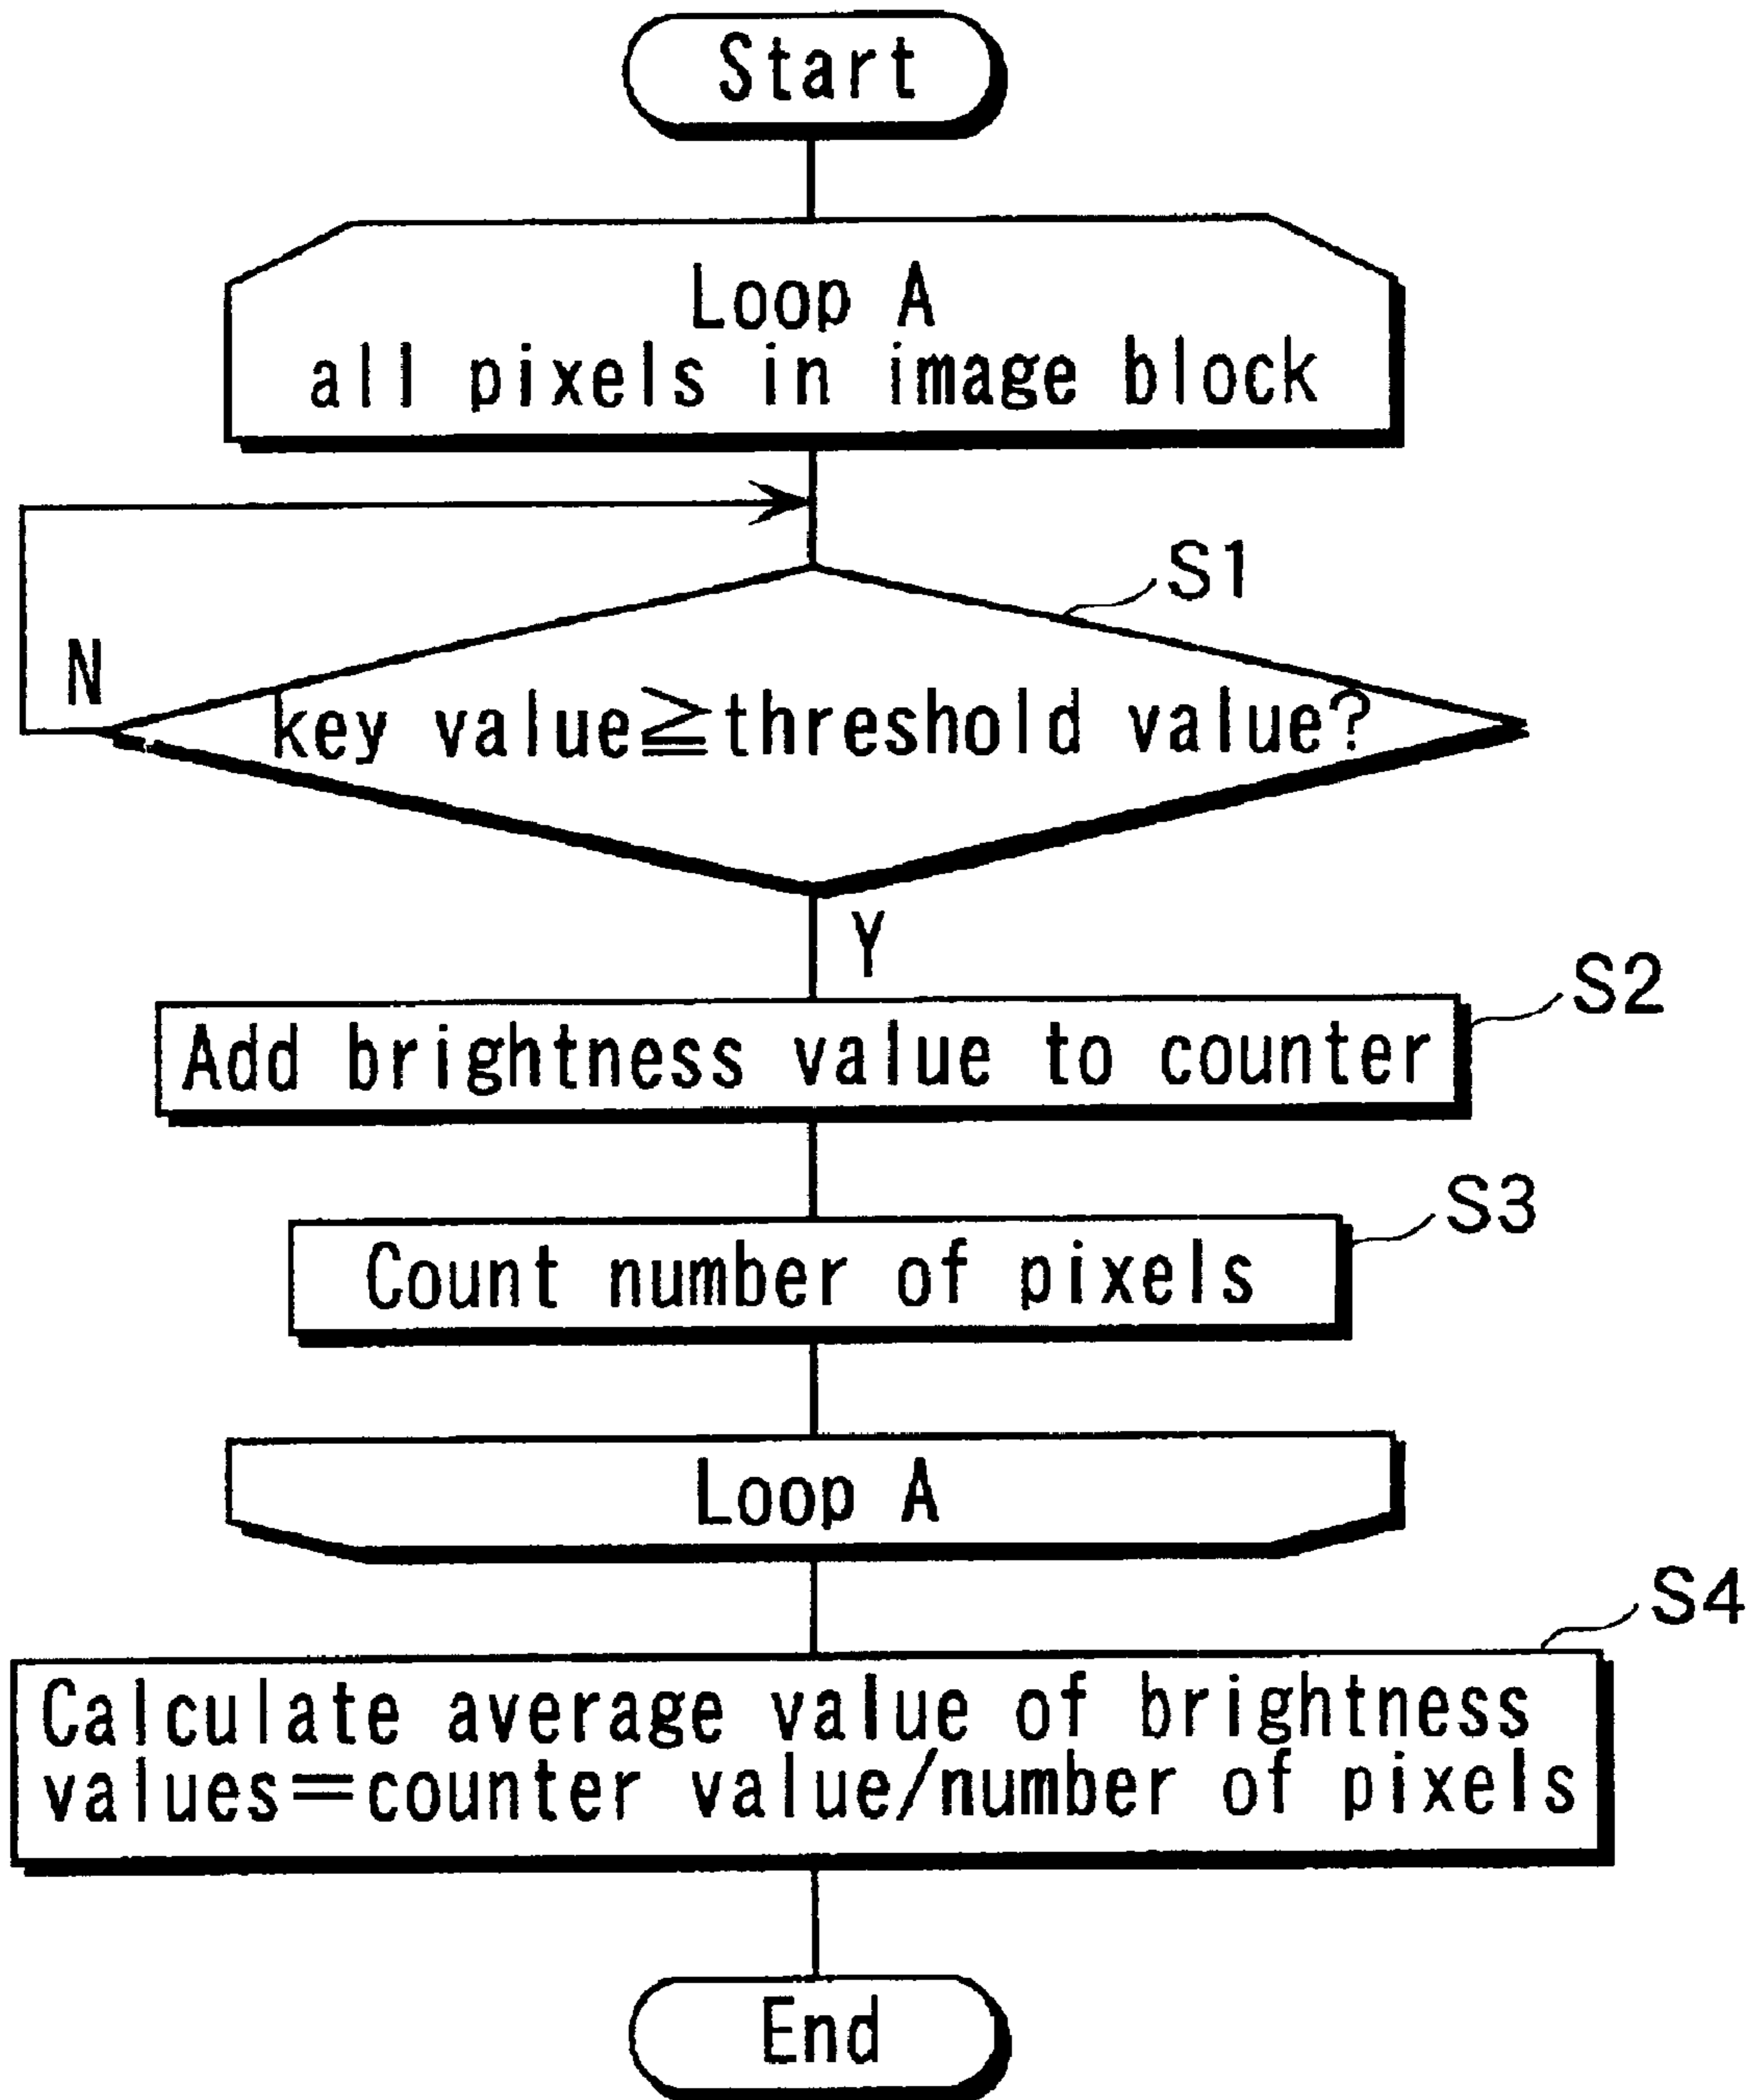 Start
Loop A
all pixels in image block
S1
N
key value≧threshold value?
Y
S2
Add brightness value to counter
S3
Count number of pixels
Loop A
S4
Calculate average value of brightness
values=counter value/number of pixels
End